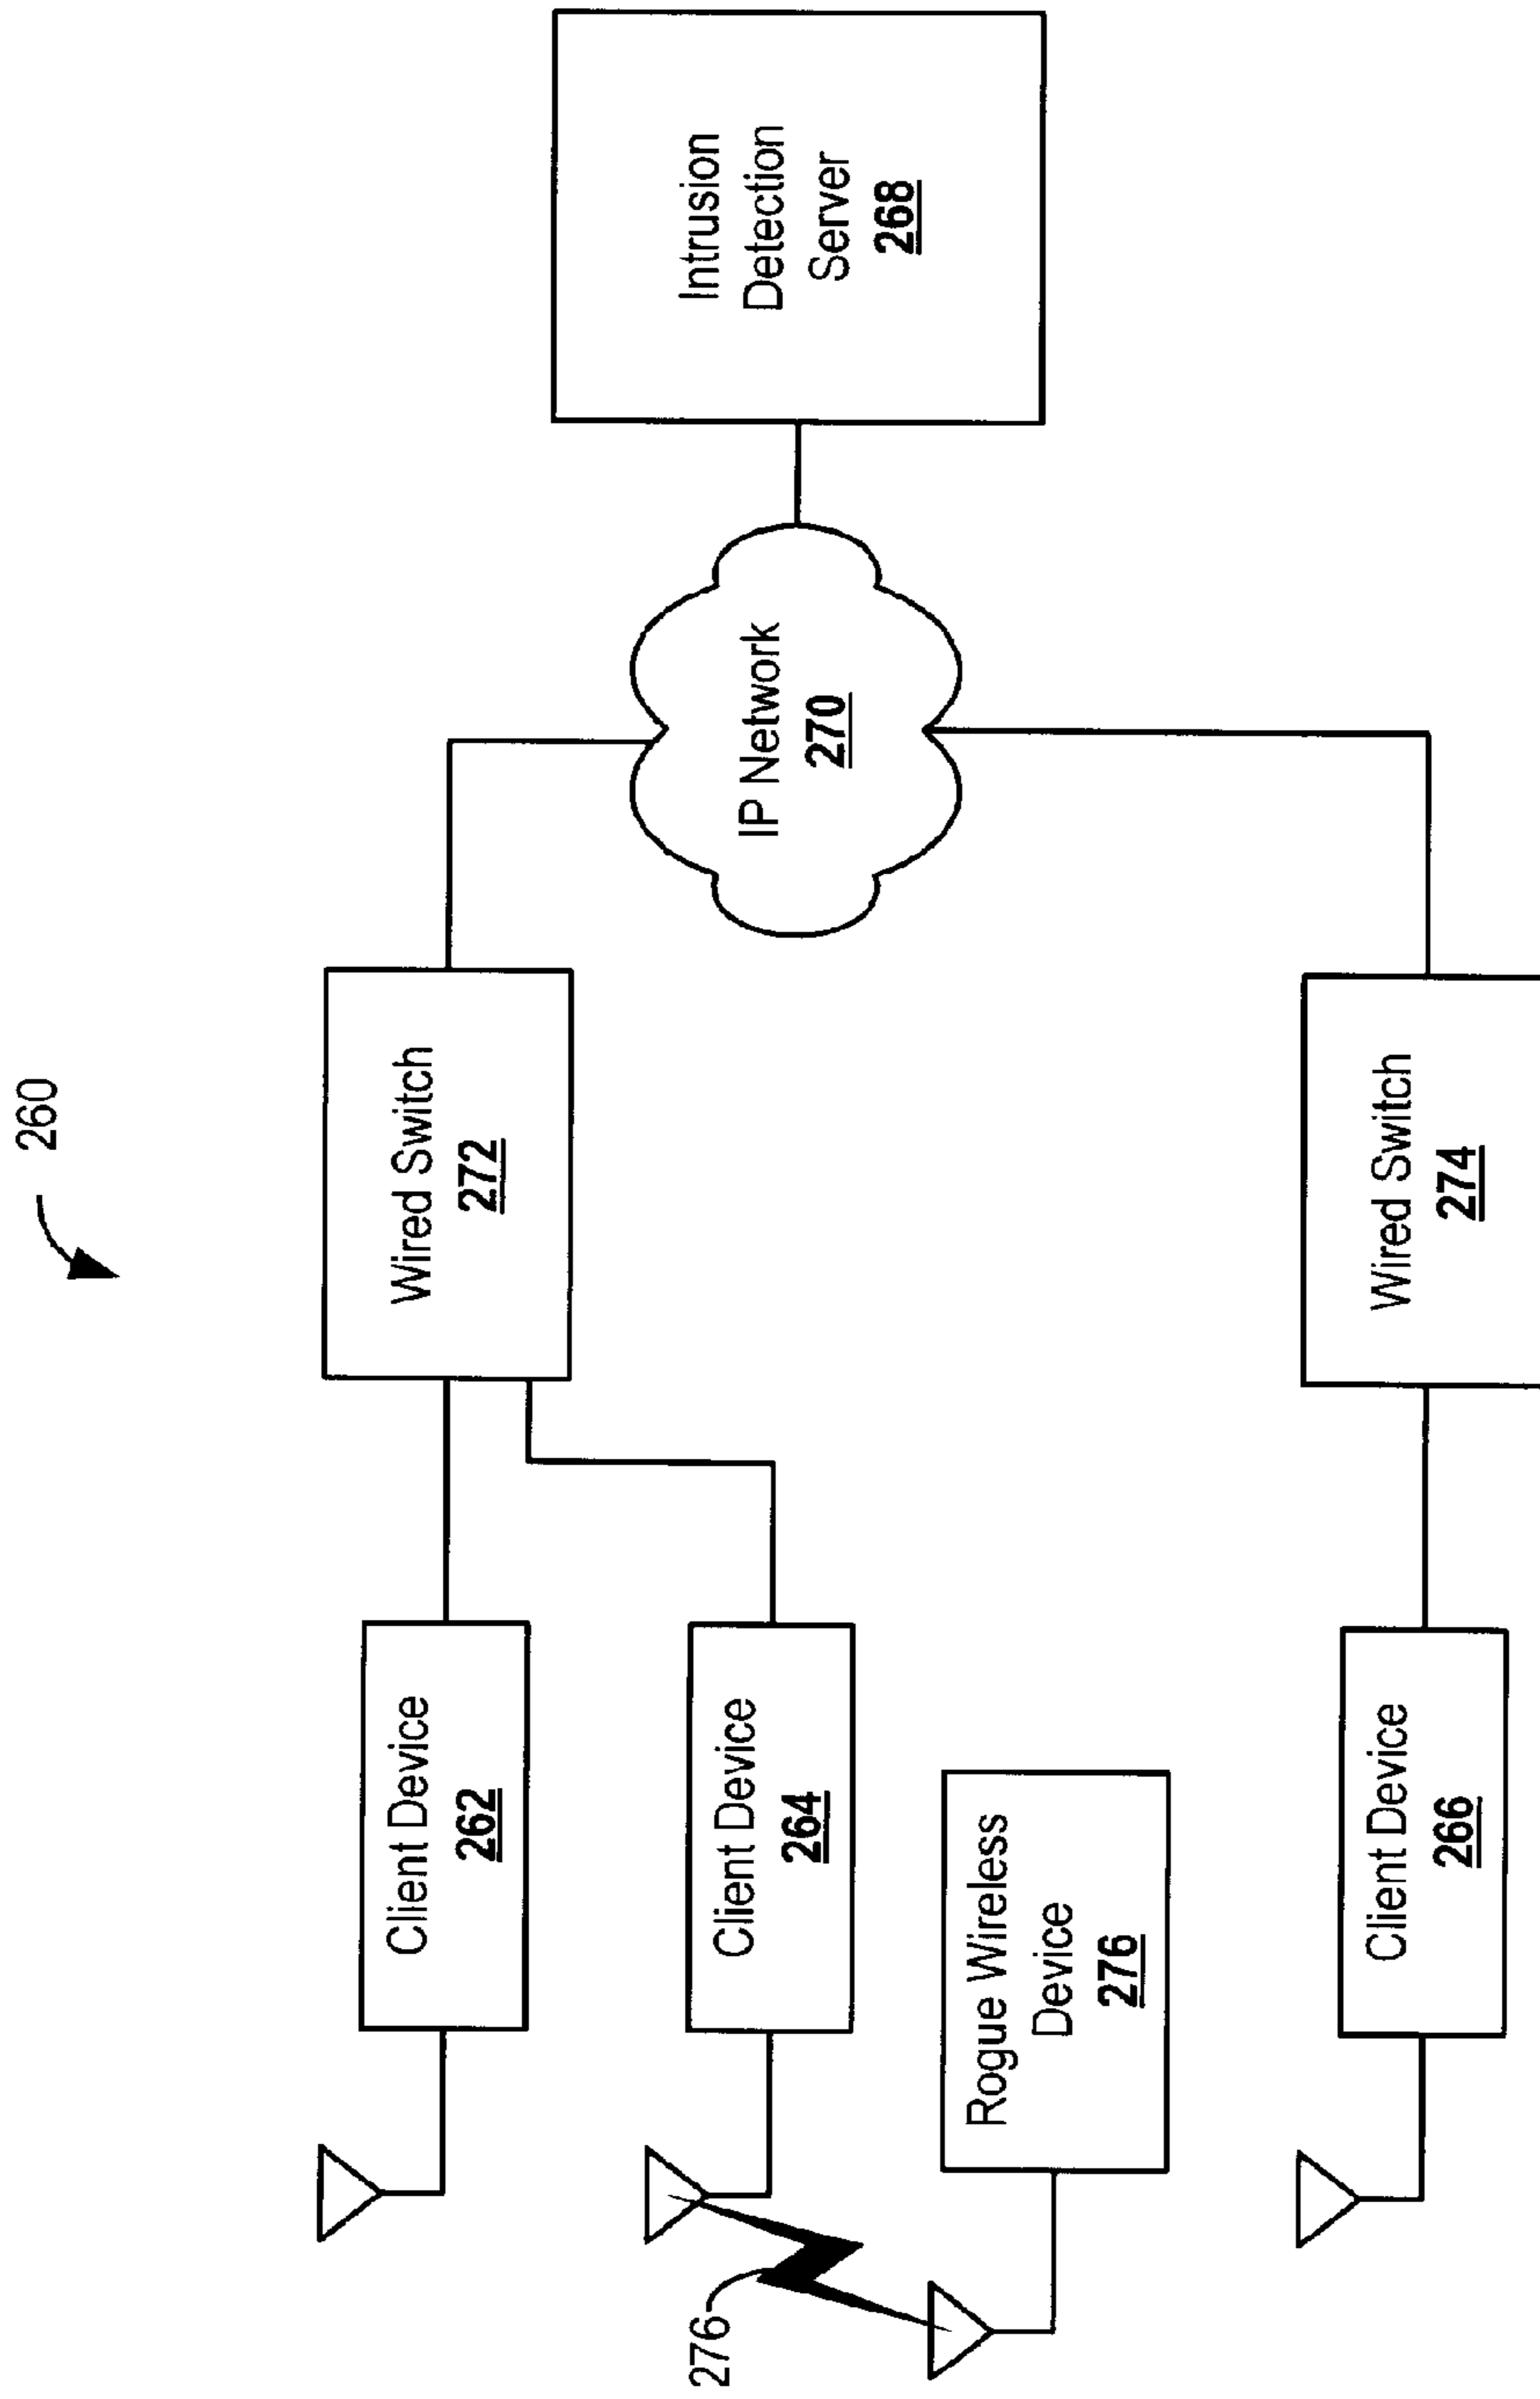 260
Client Device
262
Wired Switch
272
Client Device
264
276
Rogue Wireless
Device
276
IP Network
270
Intrusion
Detection
Server
268
Client Device
266
Wired Switch
274